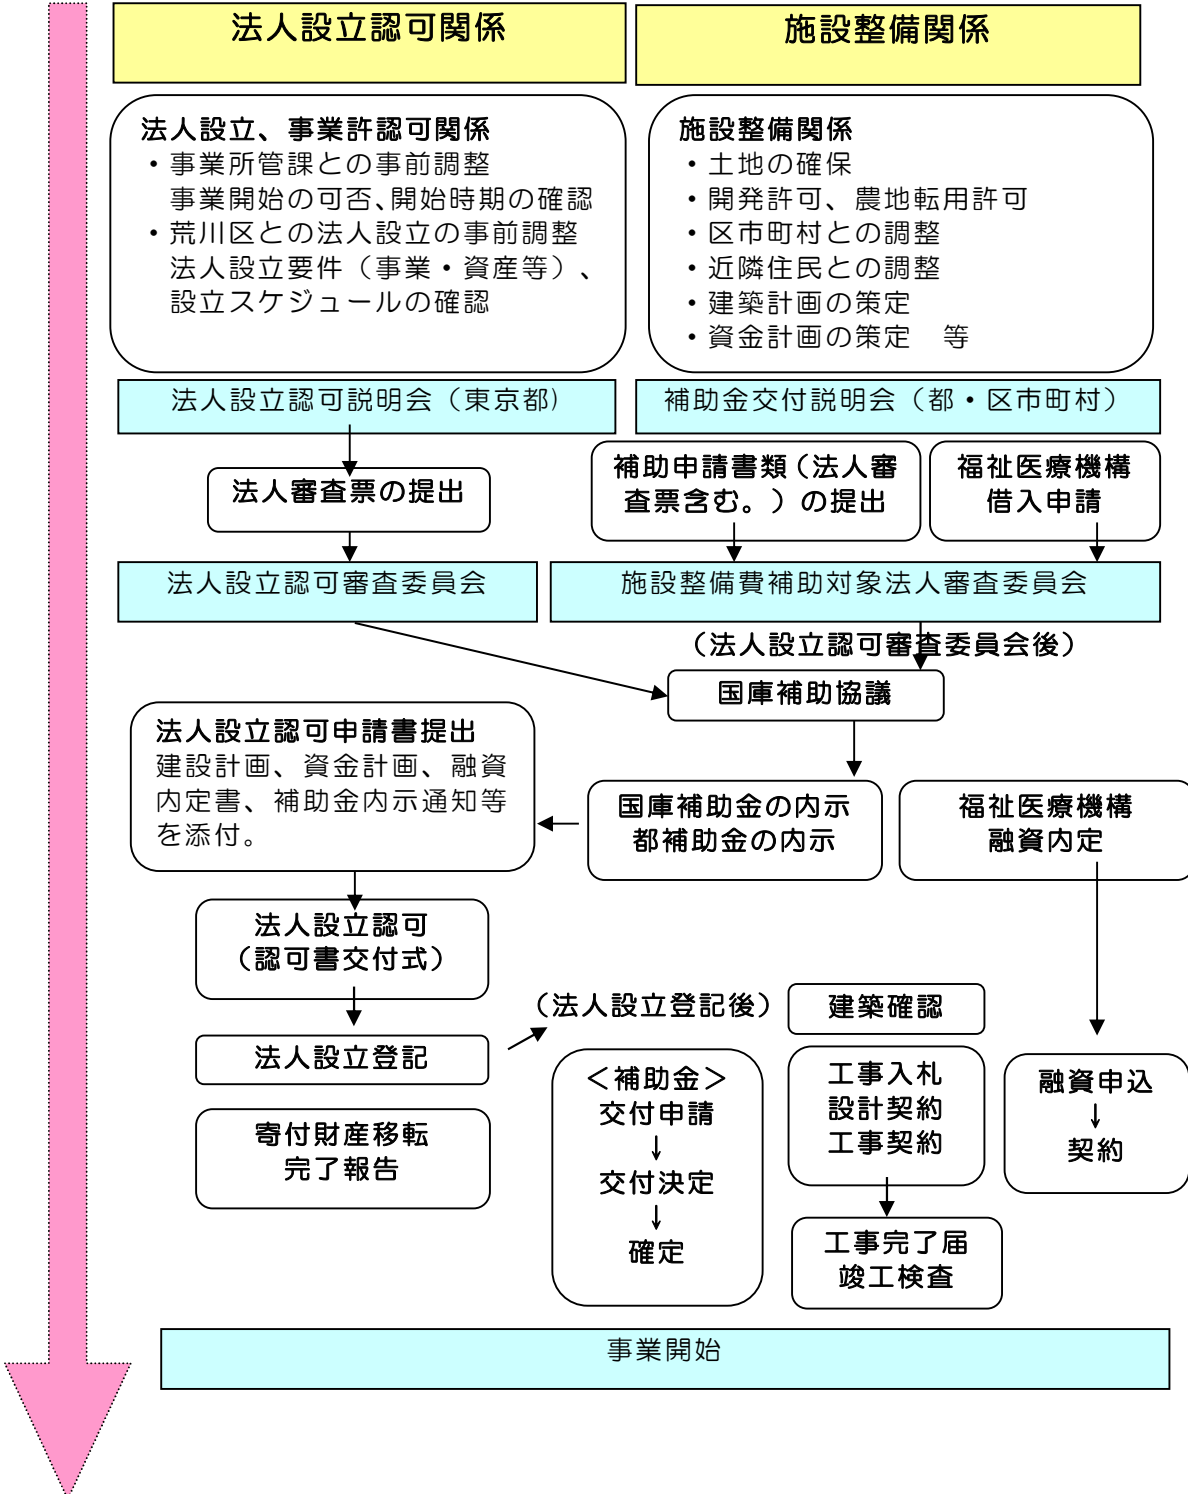 法人設立認可関係
施設整備関係
法人設立、事業許認可関係
・事業所管課との事前調整
事業開始の可否、開始時期の確認
・荒川区との法人設立の事前調整
法人設立要件（事業・資産等）、
設立スケジュールの確認
施設整備関係
・土地の確保
・開発許可、農地転用許可
・区市町村との調整
・近隣住民との調整
・建築計画の策定
・資金計画の策定　等
法人設立認可説明会（東京都）
補助金交付説明会（都・区市町村）
法人審査票の提出
補助申請書類（法人審
査票含む。）の提出
福祉医療機構
借入申請
法人設立認可審査委員会
施設整備費補助対象法人審査委員会
（法人設立認可審査委員会後）
国庫補助協議
法人設立認可申請書提出
建設計画、資金計画、融資
内定書、補助金内示通知等
を添付。
国庫補助金の内示
都補助金の内示
福祉医療機構
融資内定
法人設立認可
（認可書交付式）
法人設立登記
（法人設立登記後）
寄付財産移転
完了報告
＜補助金＞
交付申請
↓
交付決定
↓
確定
建築確認
工事入札
設計契約
工事契約
工事完了届
竣工検査
融資申込
↓
契約
事業開始